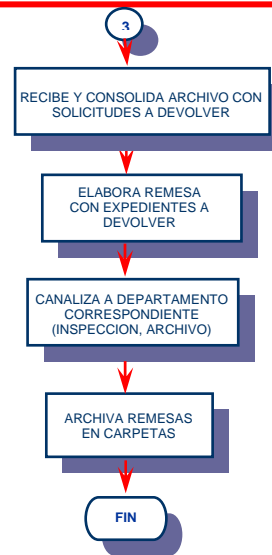 3
RECIBE Y CONSOLIDA ARCHIVO CON
SOLICITUDES A DEVOLVER
ELABORA REMESA
CON EXPEDIENTES A
DEVOLVER
CANALIZA A DEPARTAMENTO
CORRESPONDIENTE
(INSPECCION, ARCHIVO)
ARCHIVA REMESAS
EN CARPETAS
FIN